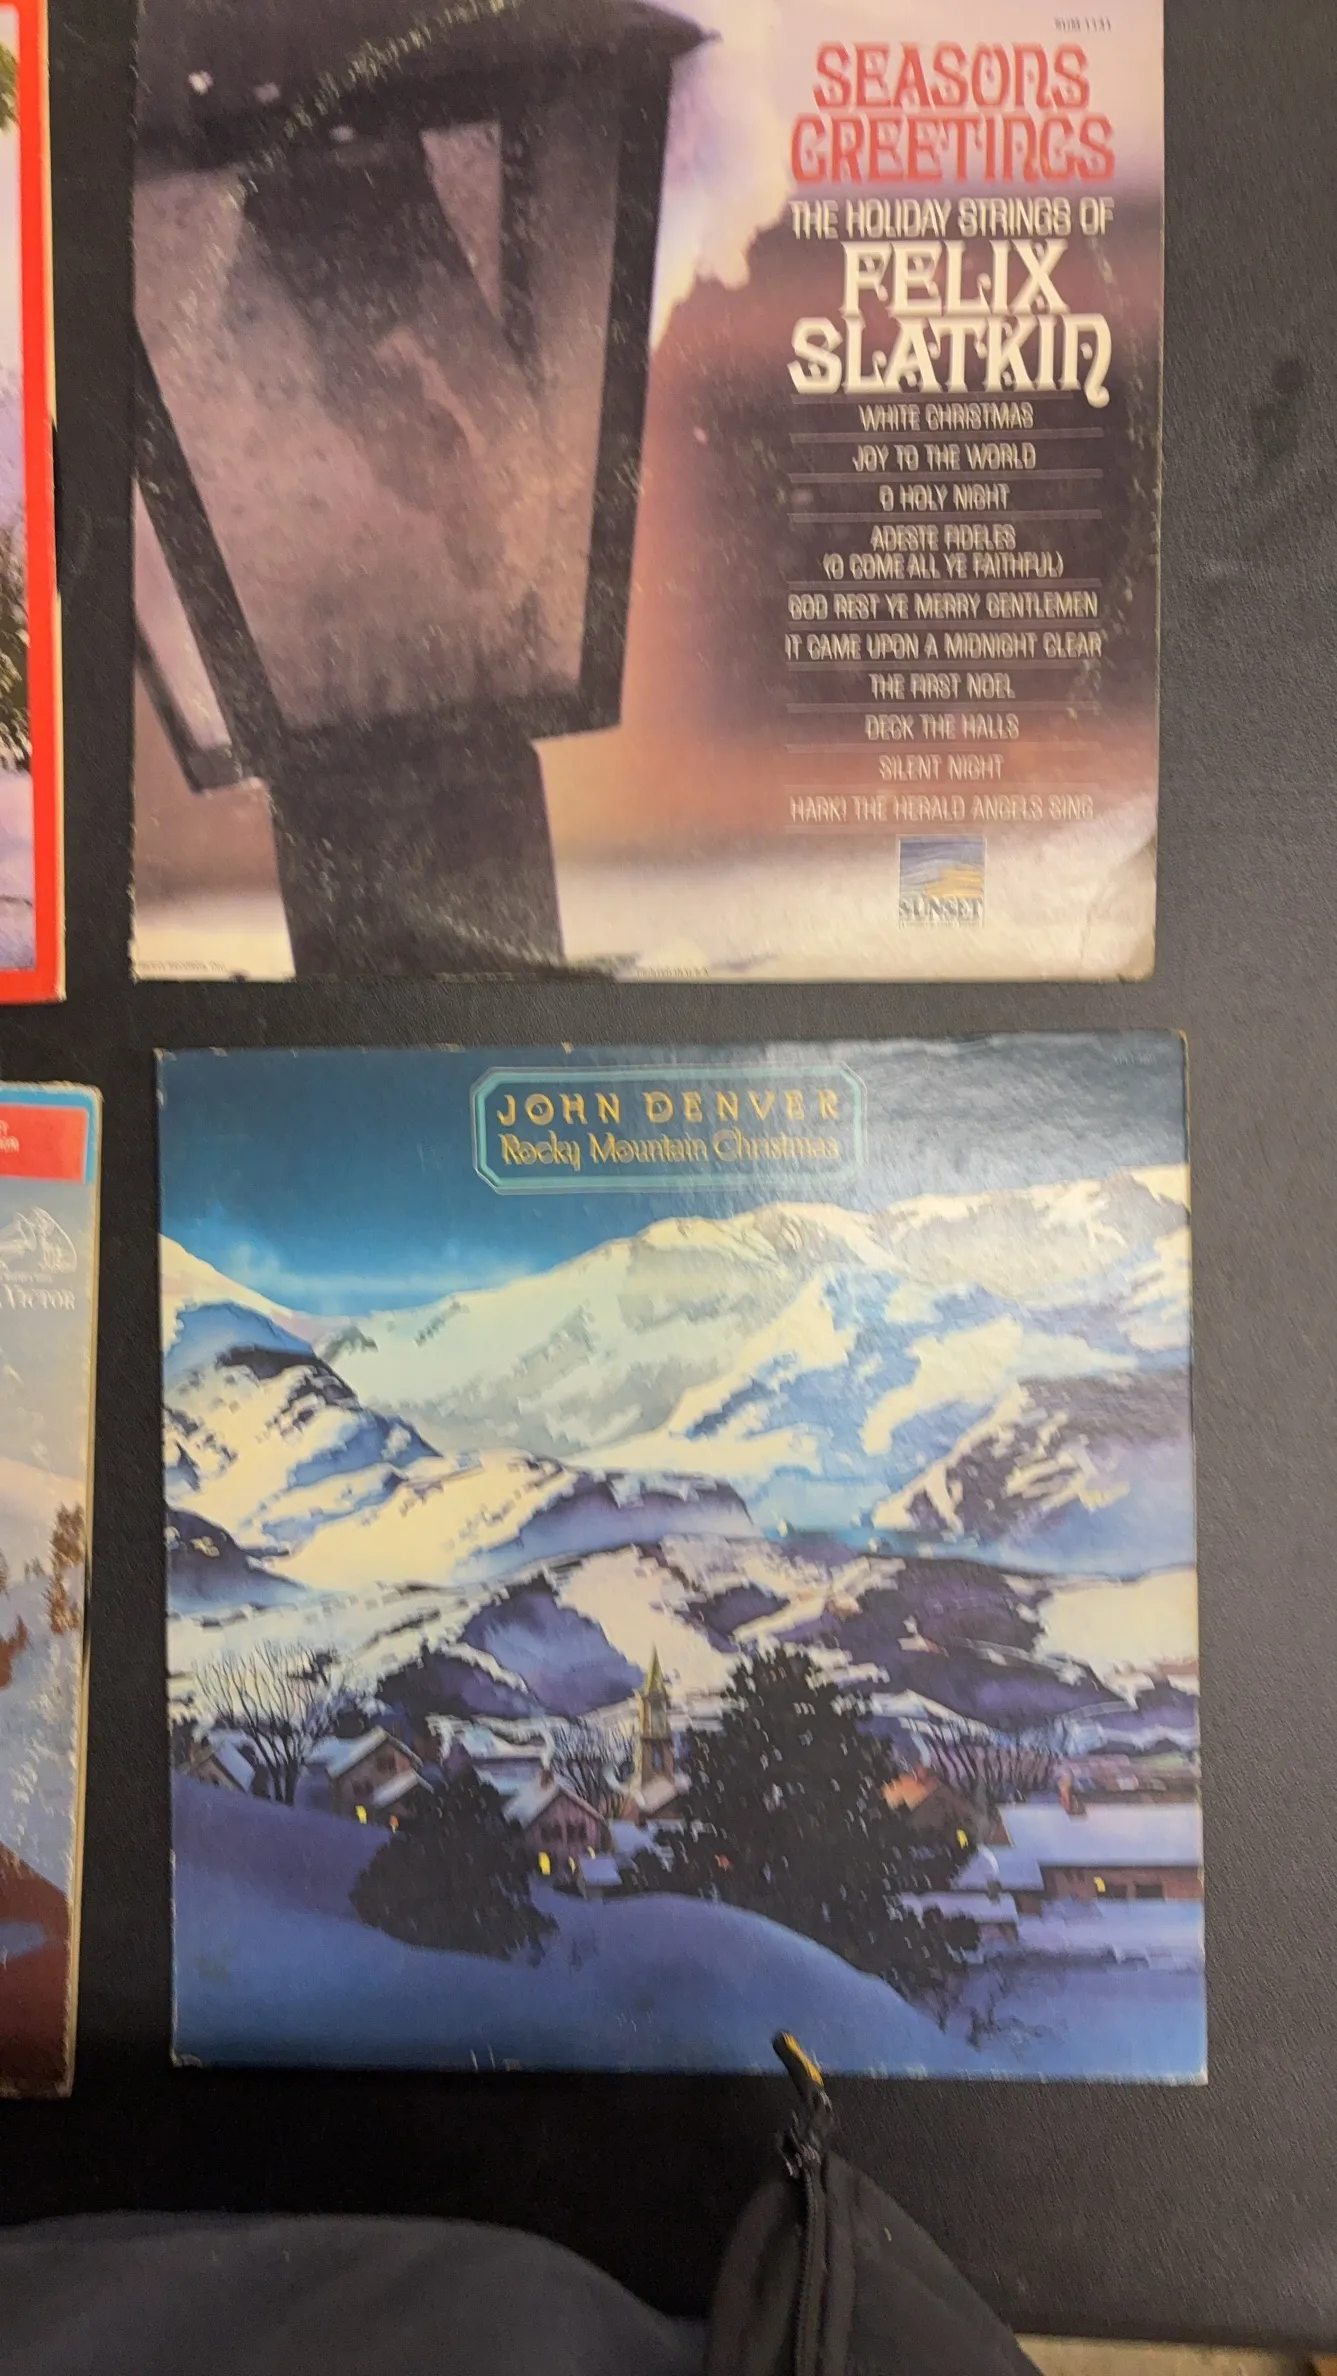 SEASONS
GREETINGS
THE HOLIDAY STRINGS OF
FELIX
SLATKIN
WHITE CHRISTMAS
JOY TO THE WORLD
O HOLY NIGHT
ADESTE FIDELES
(O COME ALL YE FAITHFUL)
GOD REST YE MERRY GENTLEMEN
IT CAME UPON A MIDNIGHT CLEAR
THE FIRST NOEL
DECK THE HALLS
SILENT NIGHT
HARK! THE HERALD ANGELS SING
SUNSET
JOHN DENVER
Rocky Mountain Christmas
VICTOR